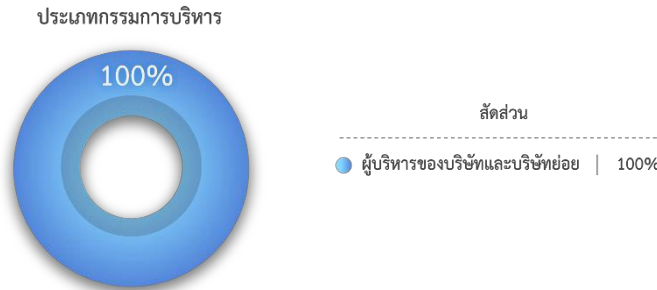 ประเภทกรรมการบริหาร
100%
สัดส่วน
ผู้บริหารของบริษัทและบริษัทย่อย | 100%